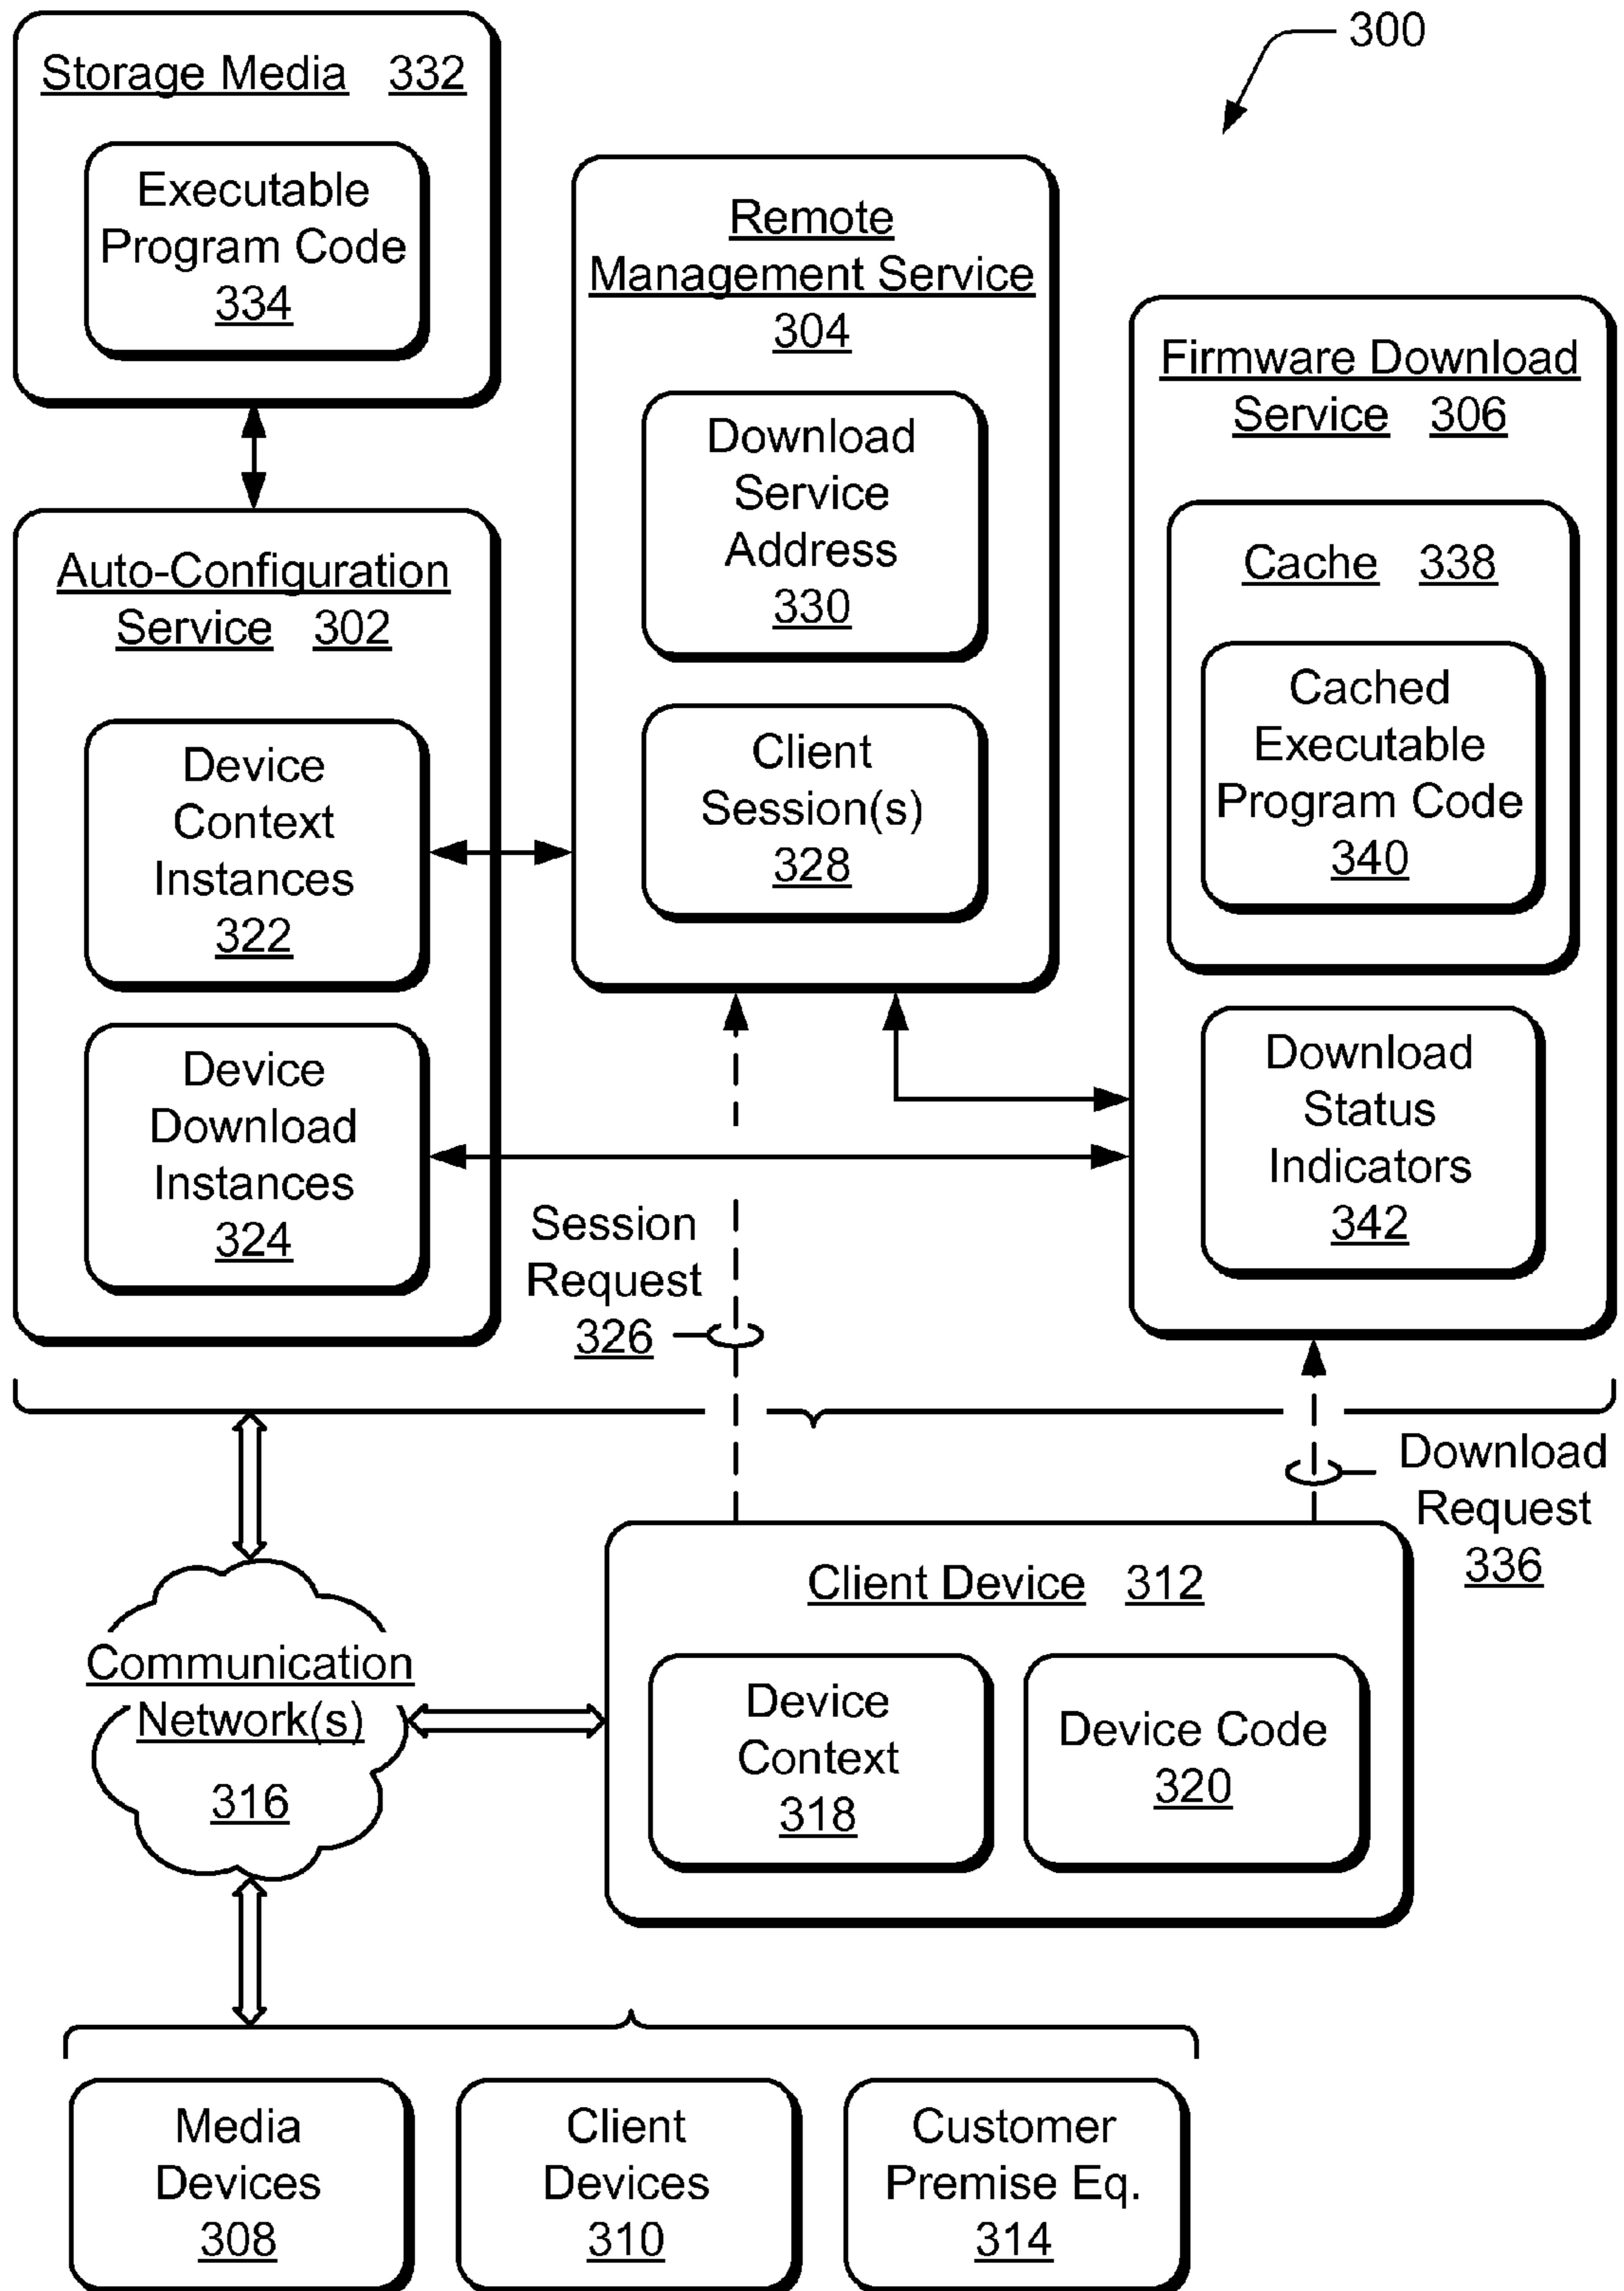 300
Storage Media 332
Executable
Program Code
334
Remote
Management Service
304
Download
Service
Address
330
Client
Session(s)
328
Firmware Download
Service 306
Cache 338
Cached
Executable
Program Code
340
Download
Status
Indicators
342
Auto-Configuration
Service 302
Device
Context
Instances
322
Device
Download
Instances
324
Session
Request
326
Download
Request
336
Client Device 312
Device
Context
318
Device Code
320
Communication
Network(s)
316
Media
Devices
308
Client
Devices
310
Customer
Premise Eq.
314